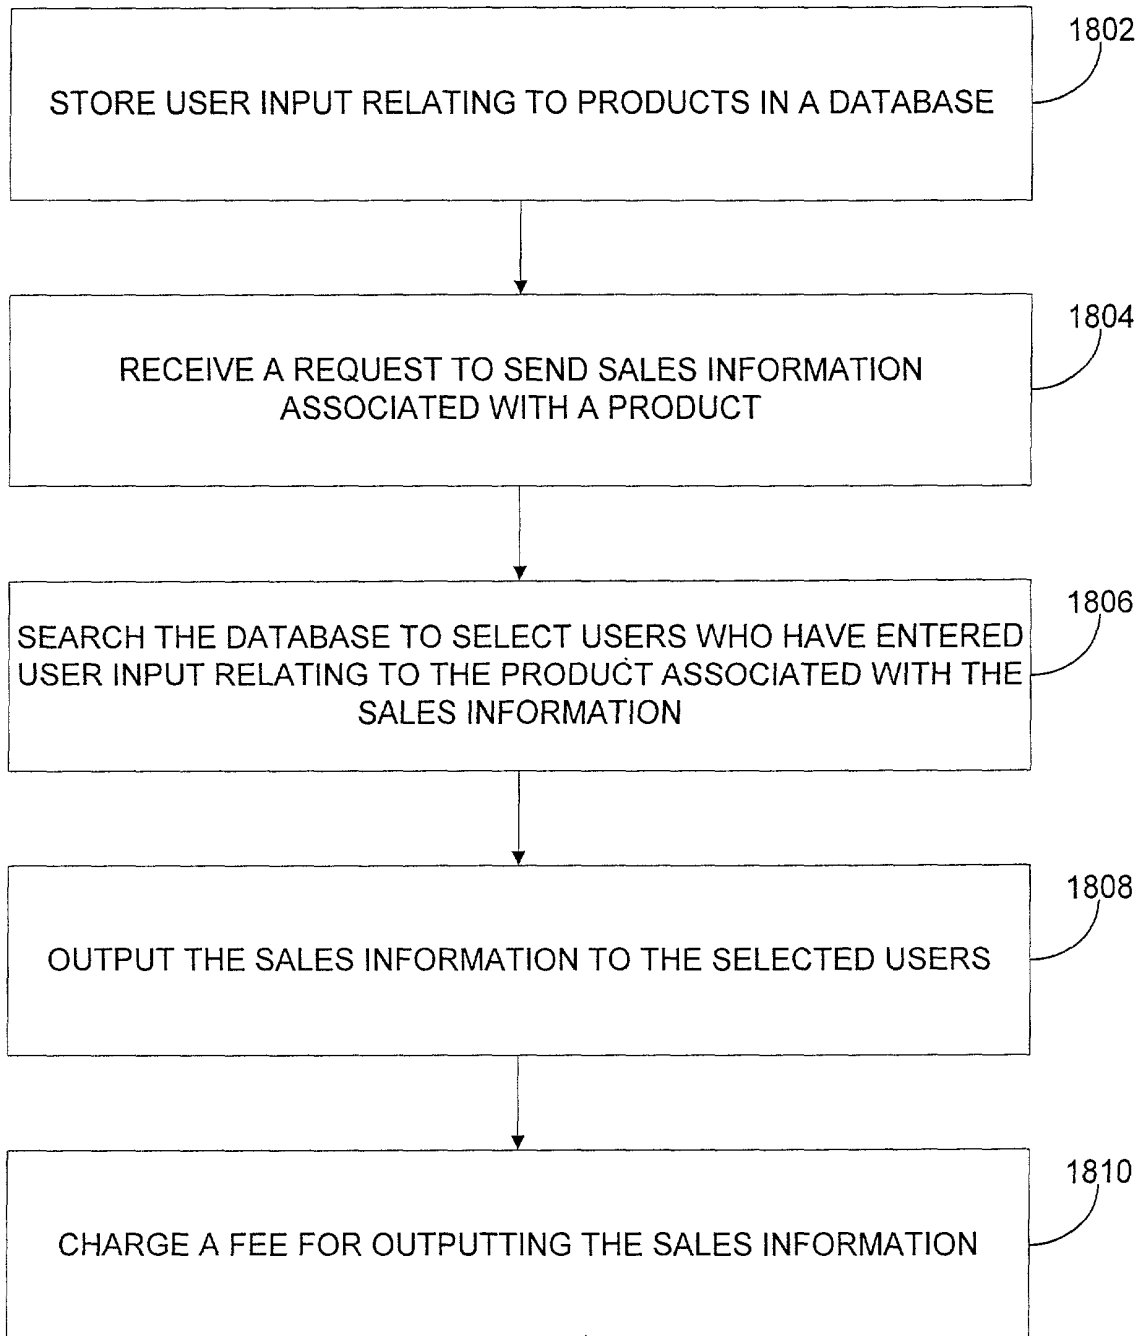 1802
STORE USER INPUT RELATING TO PRODUCTS IN A DATABASE
1804
RECEIVE A REQUEST TO SEND SALES INFORMATION
ASSOCIATED WITH A PRODUCT
1806
SEARCH THE DATABASE TO SELECT USERS WHO HAVE ENTERED
USER INPUT RELATING TO THE PRODUCT ASSOCIATED WITH THE
SALES INFORMATION
1808
OUTPUT THE SALES INFORMATION TO THE SELECTED USERS
1810
CHARGE A FEE FOR OUTPUTTING THE SALES INFORMATION